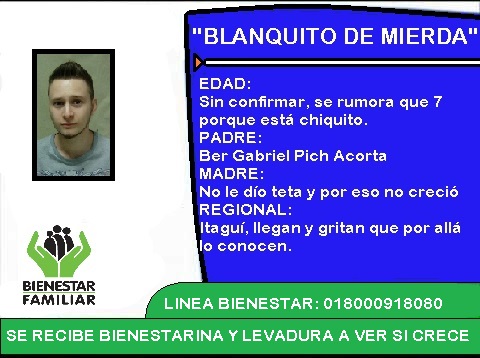 "BLANQUITO DE MIERDA"
EDAD:
Sin confirmar, se rumora que 7
porque está chiquito.
PADRE:
Ber Gabriel Pich Acorta
MADRE:
No le dío teta y por eso no creció
REGIONAL:
Itaguí, llegan y gritan que por allá
lo conocen.
BIENESTAR
FAMILIAR
LINEA BIENESTAR: 018000918080
SE RECIBE BIENESTARINA Y LEVADURA A VER SI CRECE